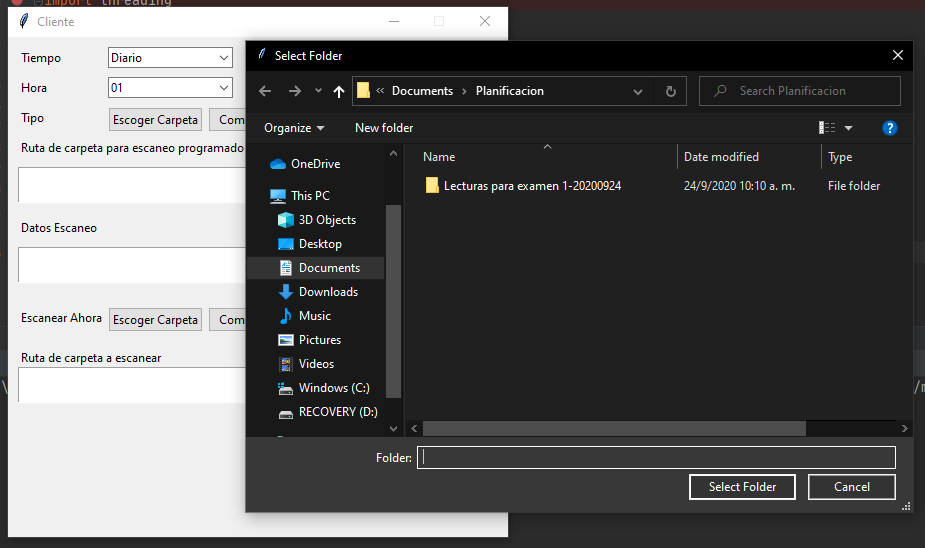 import threading
Cliente
Tiempo Diario
Hora 01
Tipo Escoger Carpeta Com
Ruta de carpeta para escaneo programado
Datos Escaneo
Escanear Ahora Escoger Carpeta Com
Ruta de carpeta a escanear
Select Folder
« Documents › Planificacion
Search Planificacion
Organize New folder
?
OneDrive
This PC
3D Objects
Desktop
Documents
Downloads
Music
Pictures
Videos
Windows (C:)
RECOVERY (D:)
Name Date modified Type
Lecturas para examen 1-20200924 24/9/2020 10:10 a. m. File folder
Folder:
Select Folder Cancel
\
/m